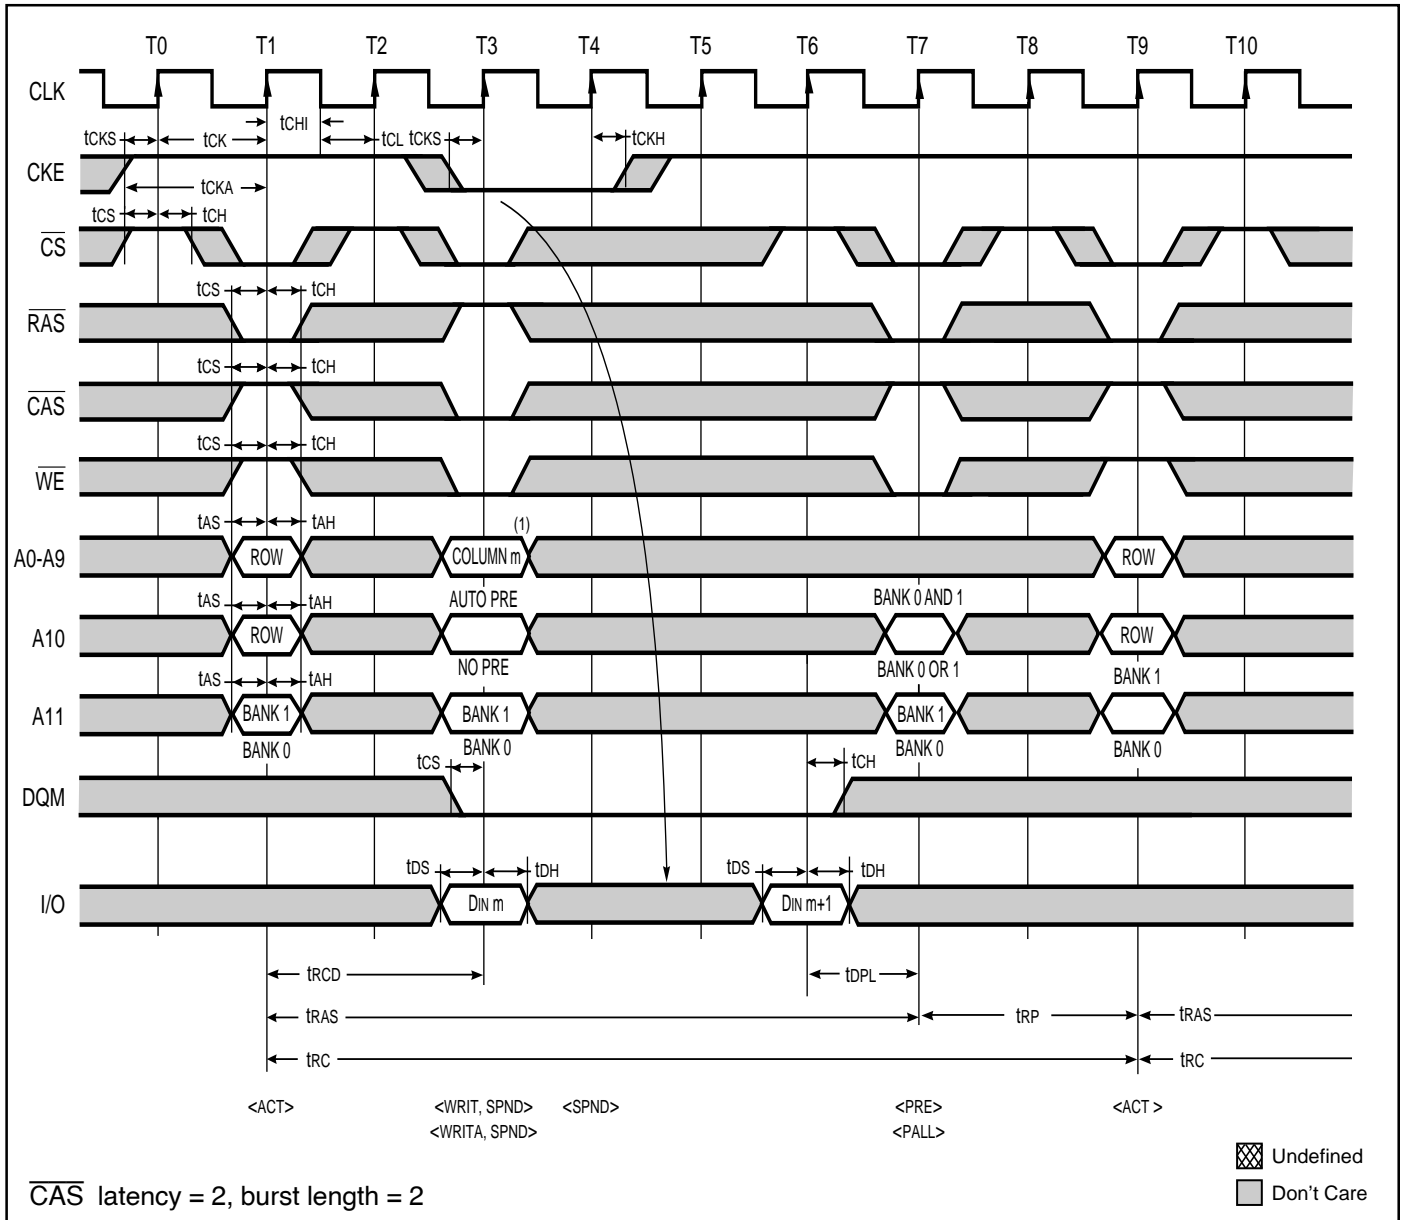 T0 T1 T2 T3 T4 T5 T6 T7 T8 T9 T10
CLK
tCHI
tCKS tCK tCL tCKS tCKH
CKE
tCKA
tCS tCH
CS
tCS tCH
RAS
tCS tCH
CAS
tCS tCH
WE
tAS tAH (1)
A0-A9 ROW COLUMN m ROW
tAS tAH AUTO PRE BANK 0 AND 1
A10 ROW ROW
NO PRE BANK 0 OR 1 BANK 1
tAS tAH
A11 BANK 1 BANK 1 BANK 1
BANK 0 BANK 0 BANK 0 BANK 0
tCS tCH
DQM
tDS tDH tDS tDH
I/O DIN m DIN m+1
tRCD tDPL
tRAS tRP tRAS
tRC tRC
<ACT> <WRIT, SPND> <SPND> <PRE> <ACT >
<WRITA, SPND> <PALL>
Undefined
Don't Care
CAS latency = 2, burst length = 2